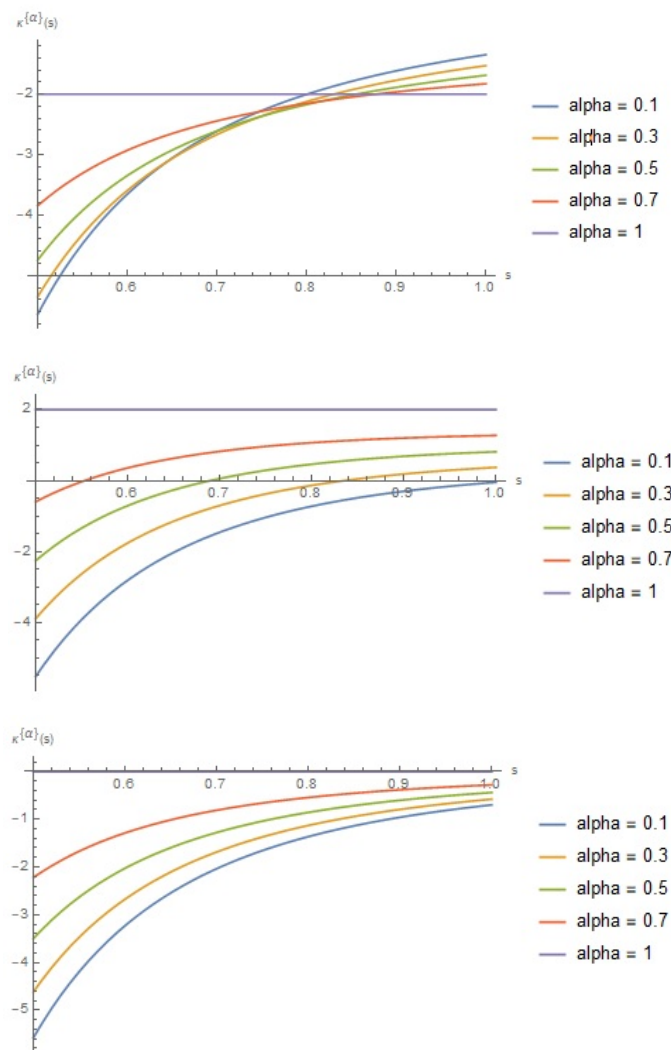 κ{α}(s)
-2
-3
-4
0.6 0.7 0.8 0.9 1.0 s
alpha = 0.1
alpha = 0.3
alpha = 0.5
alpha = 0.7
alpha = 1
κ{α}(s)
2
0.6 0.7 0.8 0.9 1.0 s
-2
-4
alpha = 0.1
alpha = 0.3
alpha = 0.5
alpha = 0.7
alpha = 1
κ{α}(s)
0.6 0.7 0.8 0.9 1.0 s
-1
-2
-3
-4
-5
alpha = 0.1
alpha = 0.3
alpha = 0.5
alpha = 0.7
alpha = 1